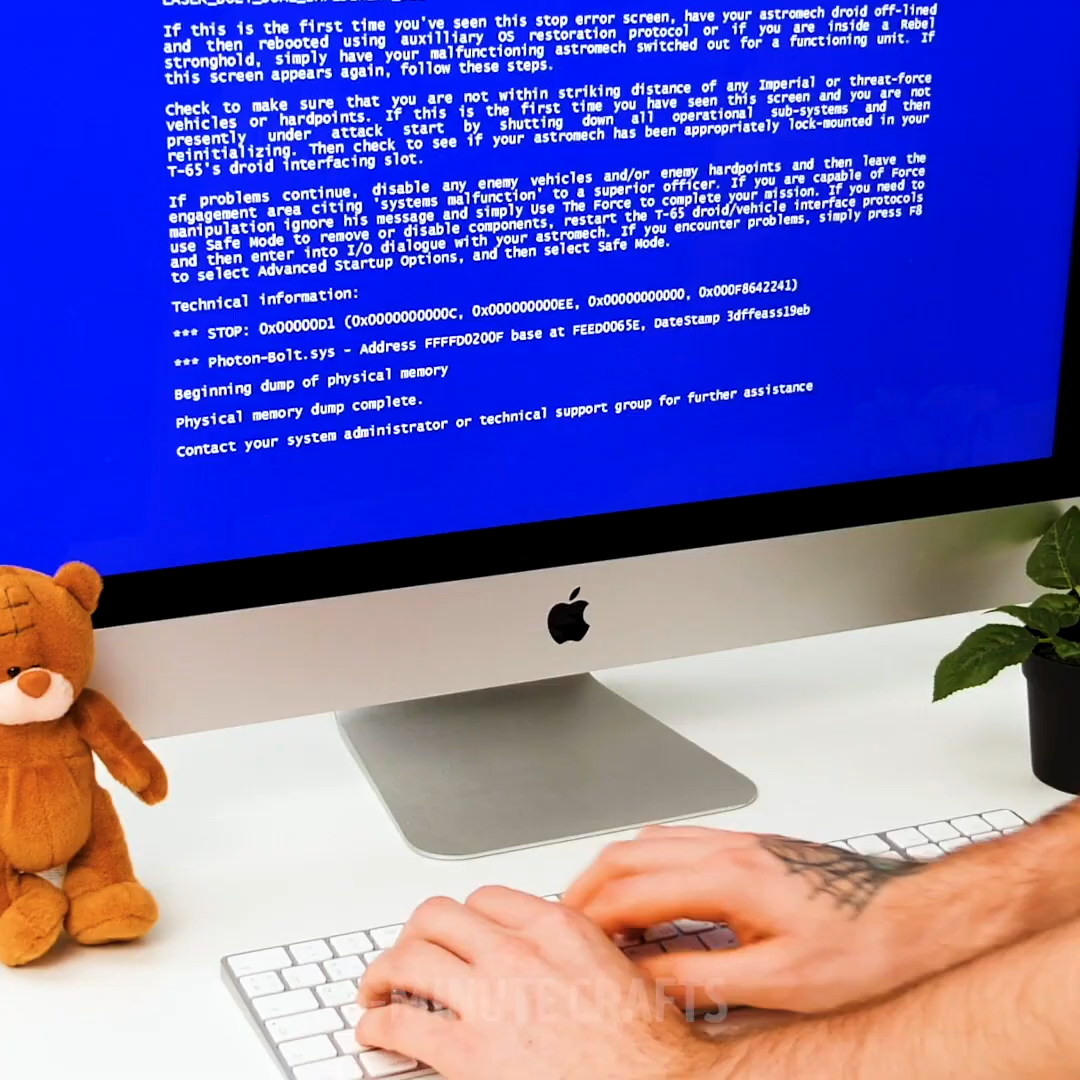 If this is the first time you've seen this stop error screen, have your astromech droid off-lined
and then rebooted using auxilliary OS restoration protocol or if you are inside a Rebel
stronghold, simply have your malfunctioning astromech switched out for a functioning unit. If
this screen appears again, follow these steps.
Check to make sure that you are not within striking distance of any Imperial or threat-force
vehicles or hardpoints. If this is the first time you have seen this screen and you are not
presently under attack start by shutting down all operational sub-systems and then
reinitializing. Then check to see if your astromech has been appropriately lock-mounted in your
T-65's droid interfacing slot.
If problems continue, disable any enemy vehicles and/or enemy hardpoints and then leave the
engagement area citing 'systems malfunction' to a superior officer. If you are capable of Force
manipulation ignore his message and simply Use The Force to complete your mission. If you need to
use Safe Mode to remove or disable components, restart the T-65 droid/vehicle interface protocols
and then enter into I/O dialogue with your astromech. If you encounter problems, simply press F8
to select Advanced Startup Options, and then select Safe Mode.
Technical information:
*** STOP: 0x00000D1 (0x0000000000C, 0x000000000EE, 0x00000000000, 0x000F8642241)
*** Photon-Bolt.sys - Address FFFFD0200F base at FEED0065E, DateStamp 3dffeass19eb
Beginning dump of physical memory
Physical memory dump complete.
Contact your system administrator or technical support group for further assistance
MINUTE CRAFTS